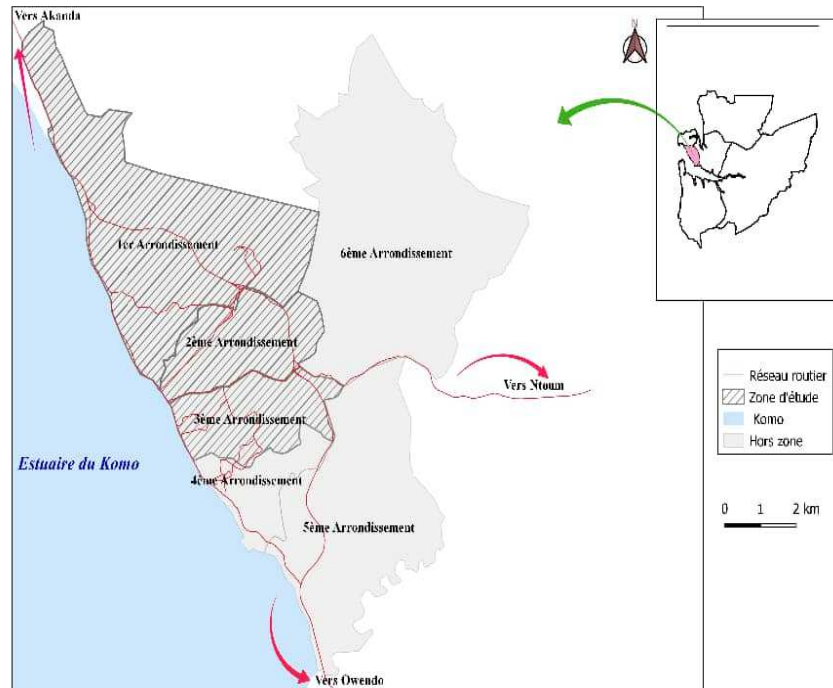 Vers Akanda
1er Arrondissement
6ème Arrondissement
2ème Arrondissement
Vers Ntoum
3ème Arrondissement
Estuaire du Komo
4ème Arrondissement
5ème Arrondissement
Vers Owendo
Réseau routier
Zone d'étude
Komo
Hors zone
0 1 2 km